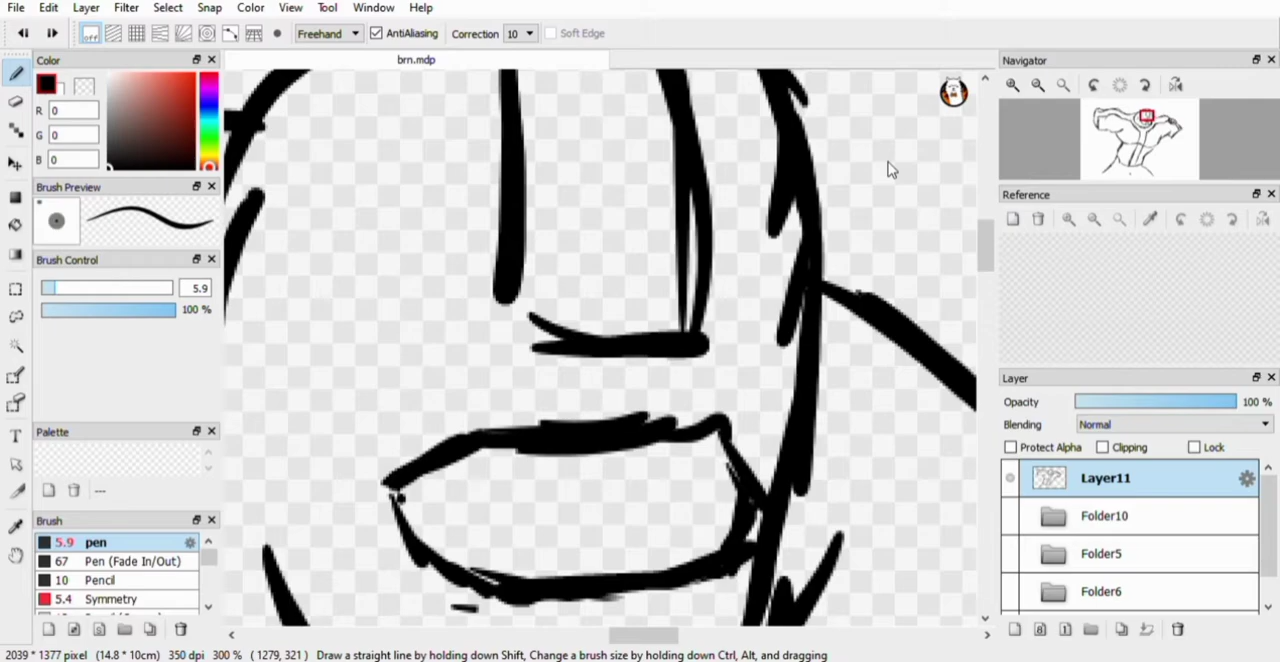 File Edit Layer Filter Select Snap Color View Tool Window Help
off Freehand AntiAliasing Correction 10 Soft Edge
Color
R 0
G 0
B 0
Brush Preview
Brush Control
5.9
100 %
Palette
---
Brush
5.9 pen
67 Pen (Fade In/Out)
10 Pencil
5.4 Symmetry
brn.mdp
Navigator
Reference
Layer
Opacity 100 %
Blending Normal
Protect Alpha Clipping Lock
Layer11
Folder10
Folder5
Folder6
2039 * 1377 pixel (14.8 * 10cm) 350 dpi 300 % ( 1279, 321 ) Draw a straight line by holding down Shift, Change a brush size by holding down Ctrl, Alt, and dragging